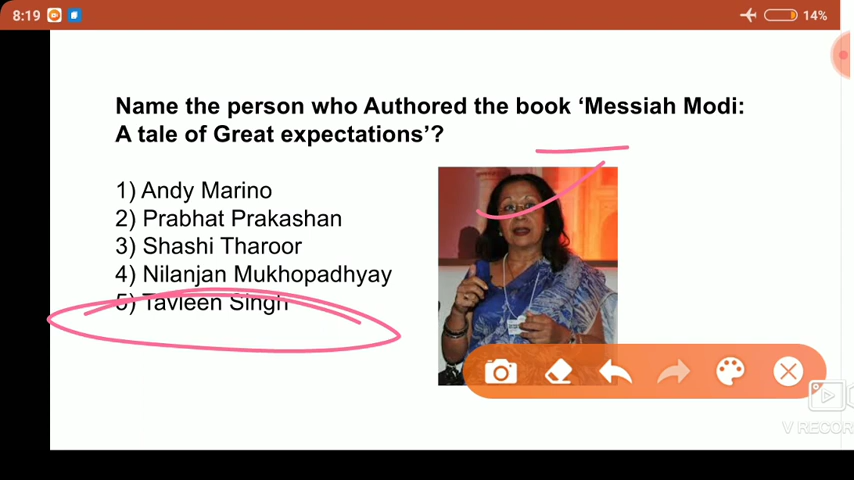 8:19
14%
Name the person who Authored the book ‘Messiah Modi:
A tale of Great expectations’?
1) Andy Marino
2) Prabhat Prakashan
3) Shashi Tharoor
4) Nilanjan Mukhopadhyay
5) Tavleen Singh
V RECOR